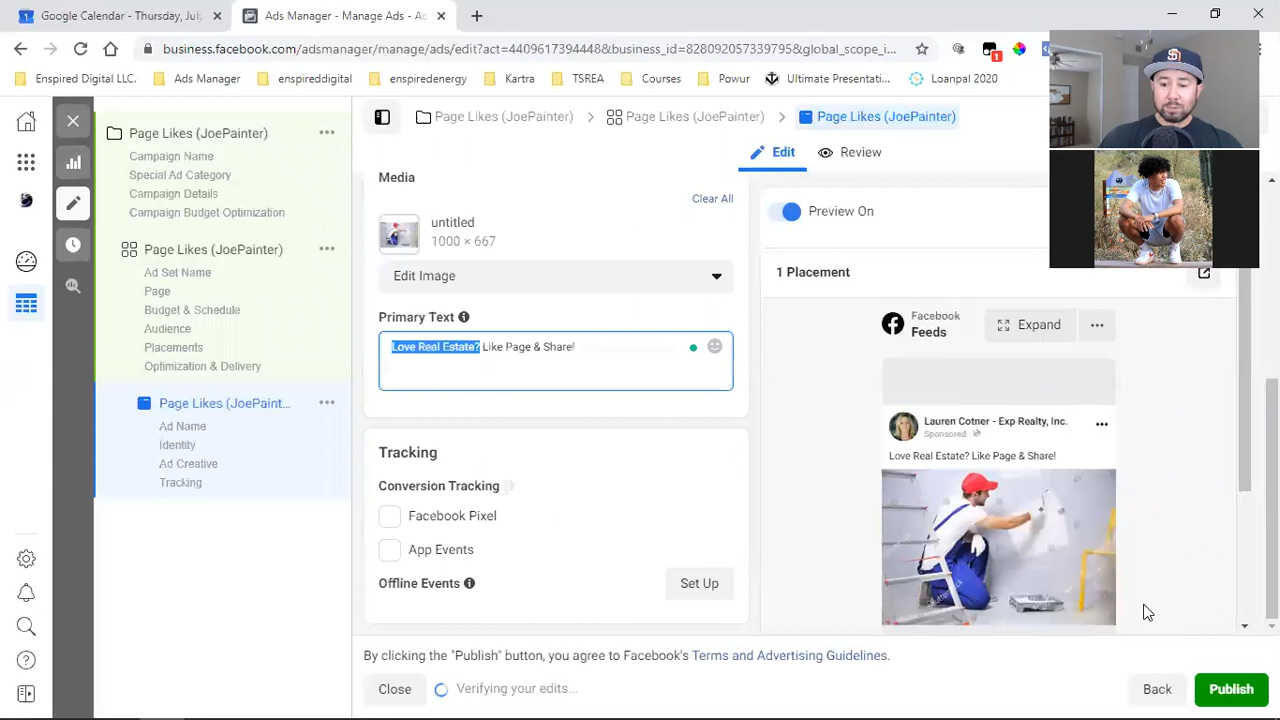 Google Calendar - Thursday, July
Ads Manager - Manage Ads - Ad
business.facebook.com/adsmanager/manage/ads/edit?act=4409617394448&business_id=828092057339795&global_scope_i...
Enspired Digital LLC.
Ads Manager
enspireddigital
enspiredenergy
Kartra
TSREA
Courses
Powur
Ultimate Presentati...
Loanpal 2020
Page Likes (JoePainter)
Campaign Name
Special Ad Category
Campaign Details
Campaign Budget Optimization
Page Likes (JoePainter)
Ad Set Name
Page
Budget & Schedule
Audience
Placements
Optimization & Delivery
Page Likes (JoePaint...
Ad Name
Identity
Ad Creative
Tracking
Page Likes (JoePainter)
Page Likes (JoePainter)
Page Likes (JoePainter)
Edit
Review
Media
Clear All
untitled
1000 × 667
Edit Image
Primary Text
Love Real Estate? Like Page & Share!
Tracking
Conversion Tracking
Facebook Pixel
App Events
Offline Events
Set Up
Preview On
1 Placement
Facebook
Feeds
Expand
Lauren Cotner - Exp Realty, Inc.
Sponsored
Love Real Estate? Like Page & Share!
By clicking the "Publish" button, you agree to Facebook's Terms and Advertising Guidelines.
Close
Verifying your edits...
Back
Publish